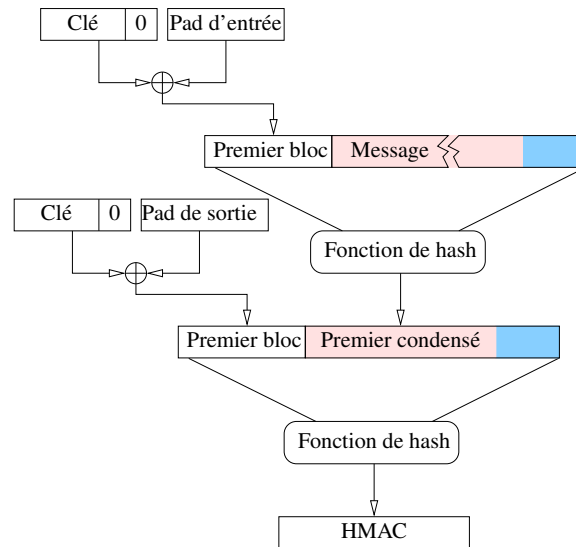 Clé 0 Pad d'entrée
Premier bloc Message
Clé 0 Pad de sortie
Fonction de hash
Premier bloc Premier condensé
Fonction de hash
HMAC